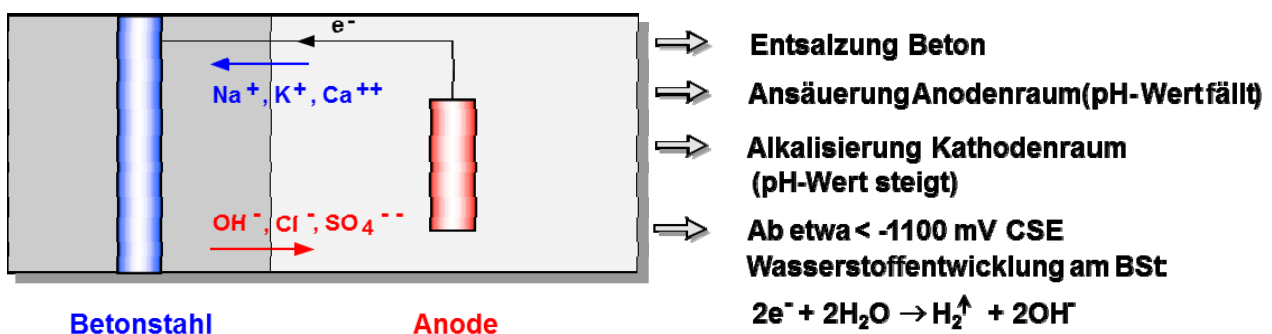 e-
Na+, K+, Ca++
OH-, Cl-, SO4--
Betonstahl
Anode
Entsalzung Beton
Ansäuerung Anodenraum (pH-Wert fällt)
Alkalisierung Kathodenraum
(pH-Wert steigt)
Ab etwa < -1100 mV CSE
Wasserstoffentwicklung am BSt:
2e- + 2H2O → H2↑ + 2OH-